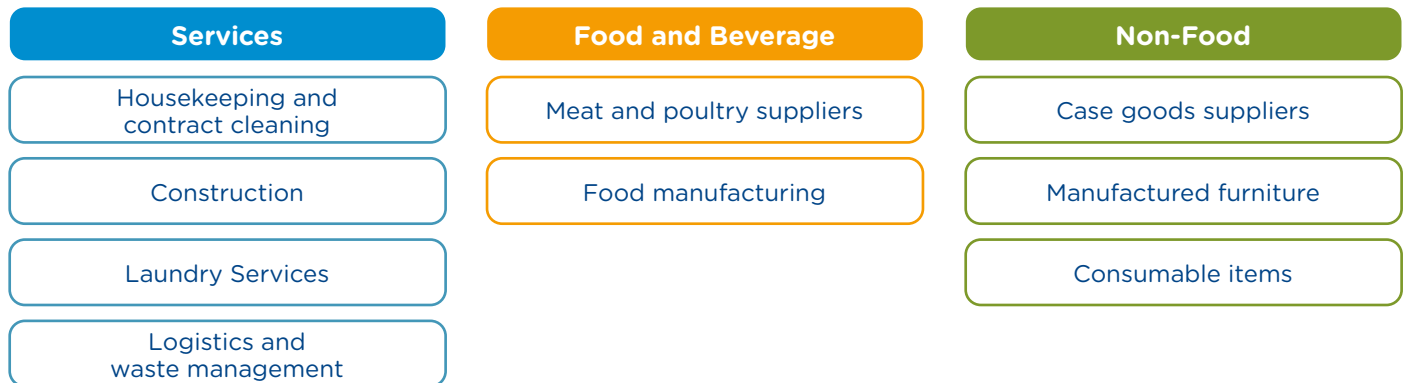 Services
Housekeeping and
contract cleaning
Construction
Laundry Services
Logistics and
waste management
Food and Beverage
Meat and poultry suppliers
Food manufacturing
Non-Food
Case goods suppliers
Manufactured furniture
Consumable items